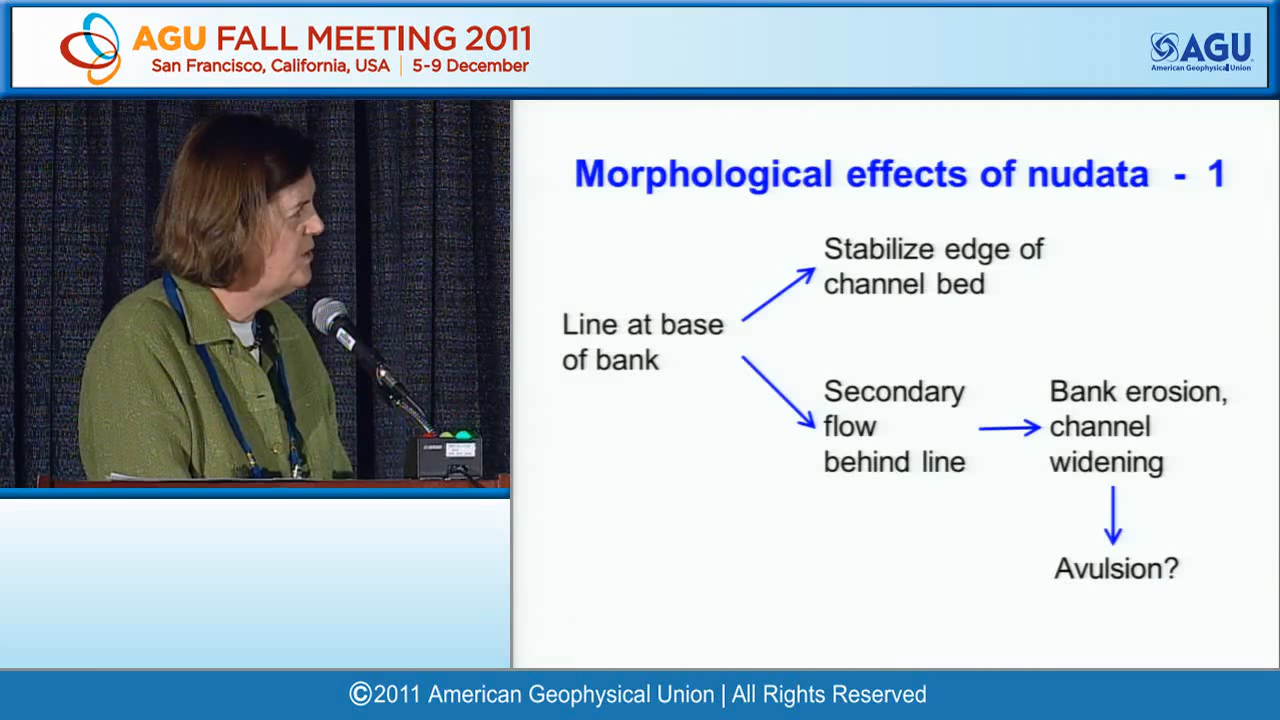 AGU FALL MEETING 2011
San Francisco, California, USA | 5-9 December
AGU
American Geophysical Union
Morphological effects of nudata - 1
Stabilize edge of
channel bed
Line at base
of bank
Secondary
flow
behind line
Bank erosion,
channel
widening
Avulsion?
©2011 American Geophysical Union | All Rights Reserved